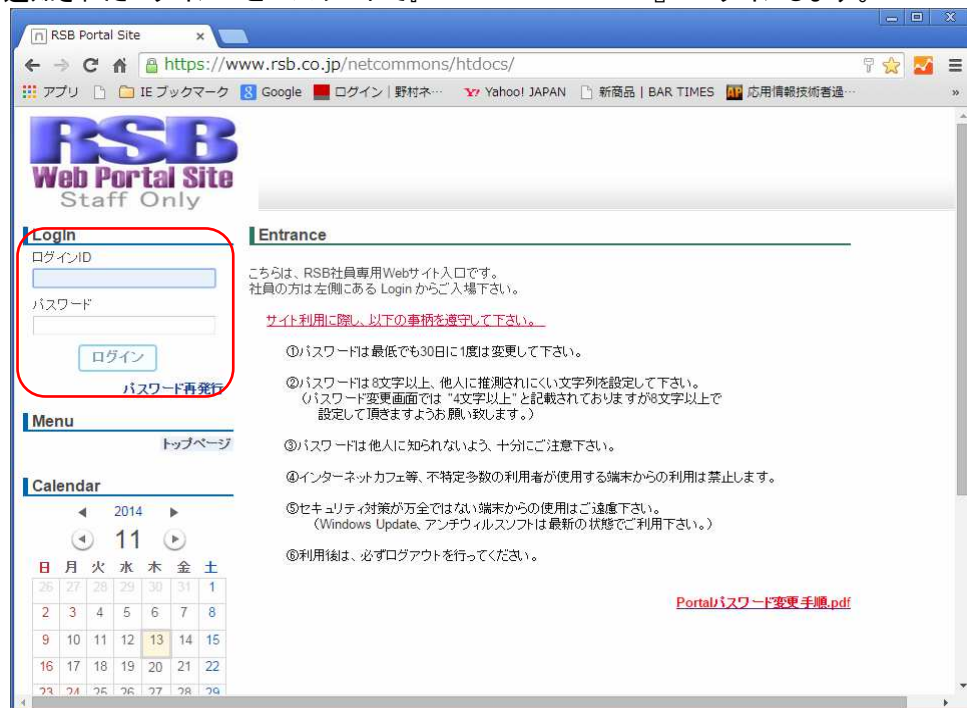 RSB Portal Site
https://www.rsb.co.jp/netcommons/htdocs/
アプリ IE ブックマーク Google ログイン | 野村ネ… Yahoo! JAPAN 新商品 | BAR TIMES 応用情報技術者過… »
RSB
Web Portal Site
Staff Only
Login
ログインID
パスワード
ログイン
パスワード再発行
Menu
トップページ
Calendar
2014
11
日 月 火 水 木 金 土
26 27 28 29 30 31 1
2 3 4 5 6 7 8
9 10 11 12 13 14 15
16 17 18 19 20 21 22
23 24 25 26 27 28 29
Entrance
こちらは、RSB社員専用Webサイト入口です。
社員の方は左側にある Login からご入場下さい。
サイト利用に際し、以下の事柄を遵守して下さい。
①パスワードは最低でも30日に1度は変更して下さい。
②パスワードは8文字以上、他人に推測されにくい文字列を設定して下さい。
(パスワード変更画面では "4文字以上" と記載されておりますが8文字以上で
設定して頂きますようお願い致します。)
③パスワードは他人に知られないよう、十分にご注意下さい。
④インターネットカフェ等、不特定多数の利用者が使用する端末からの利用は禁止します。
⑤セキュリティ対策が万全ではない端末からの使用はご遠慮下さい。
(Windows Update、アンチウィルスソフトは最新の状態でご利用下さい。)
⑥利用後は、必ずログアウトを行ってください。
Portalパスワード変更手順.pdf